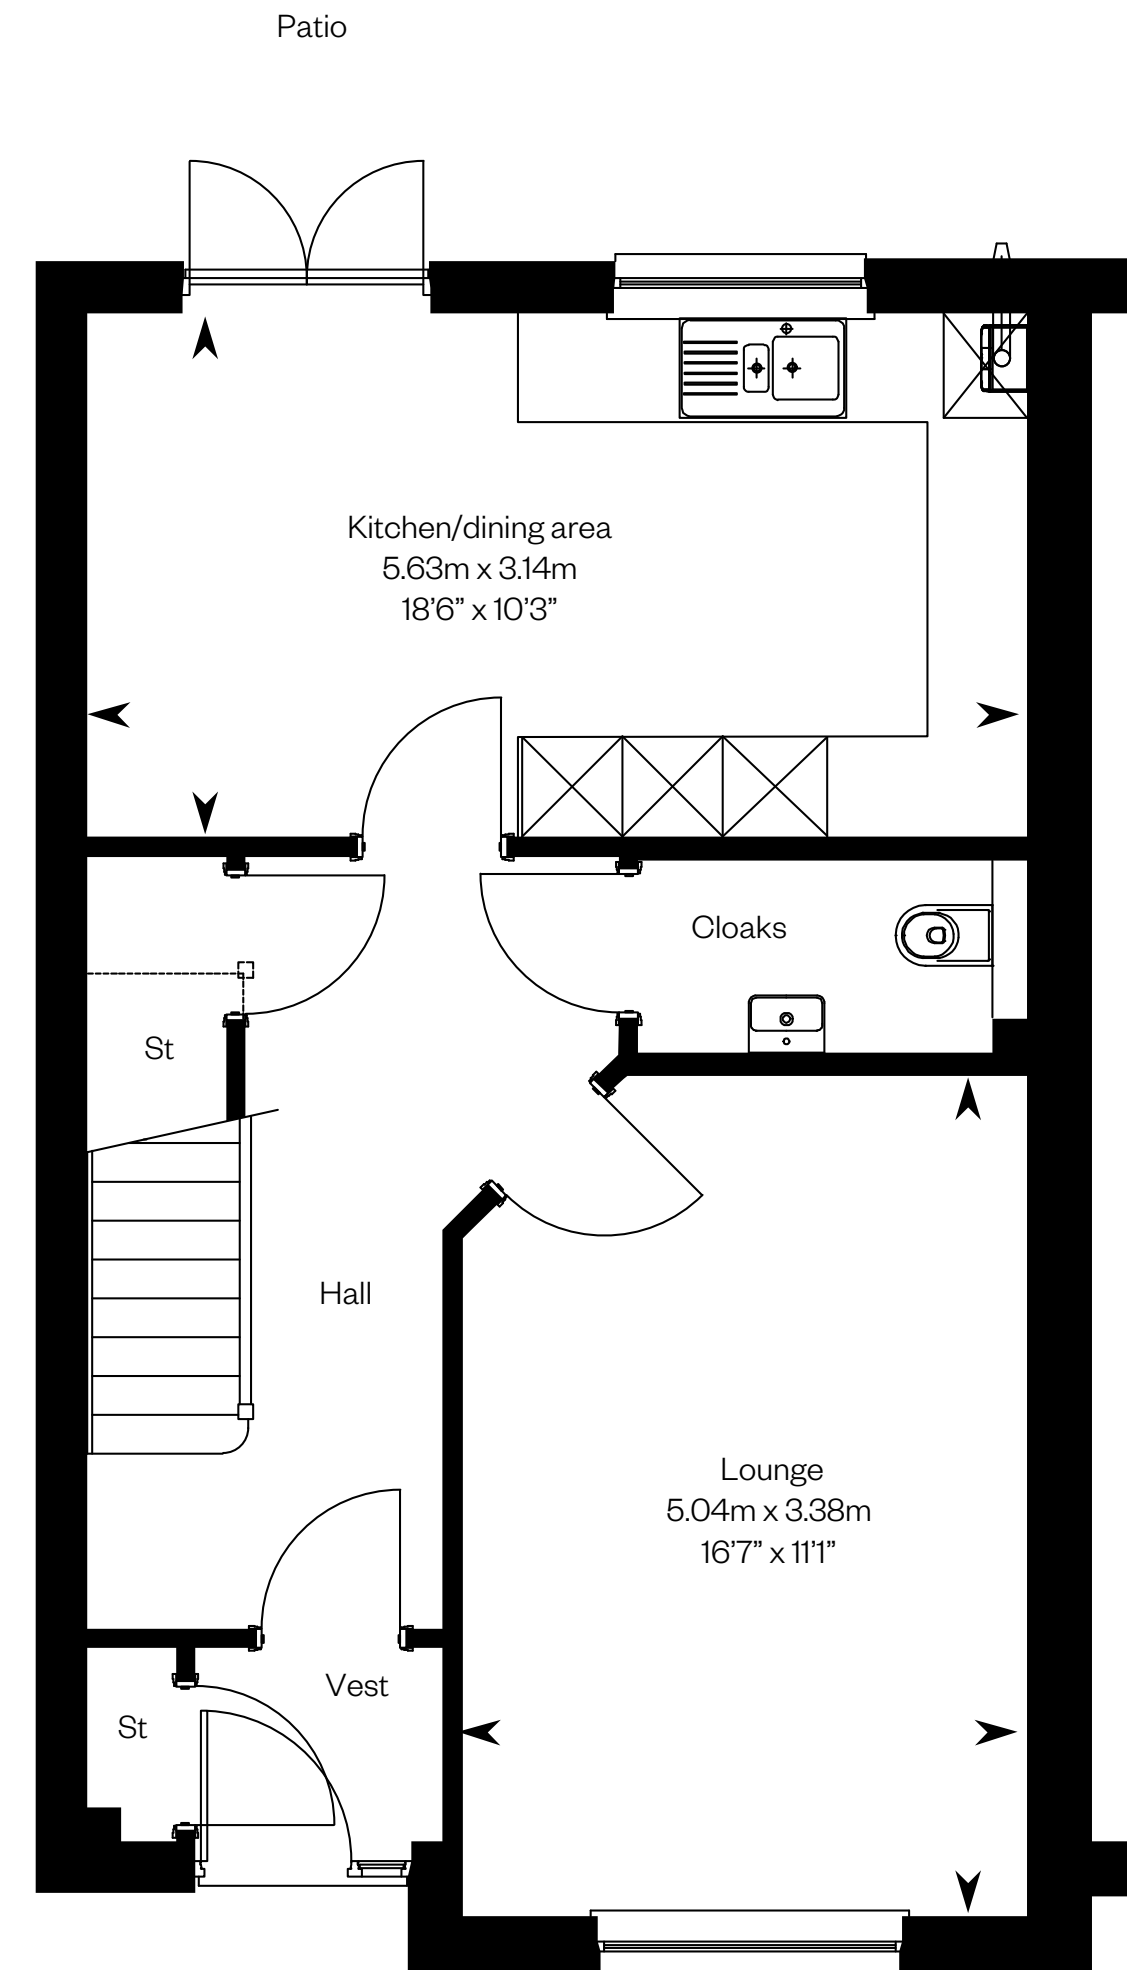 Patio
Kitchen/dining area
5.63m x 3.14m
18’6” x 10’3”
Cloaks
St
Hall
Lounge
5.04m x 3.38m
16’7” x 11’1”
Vest
St